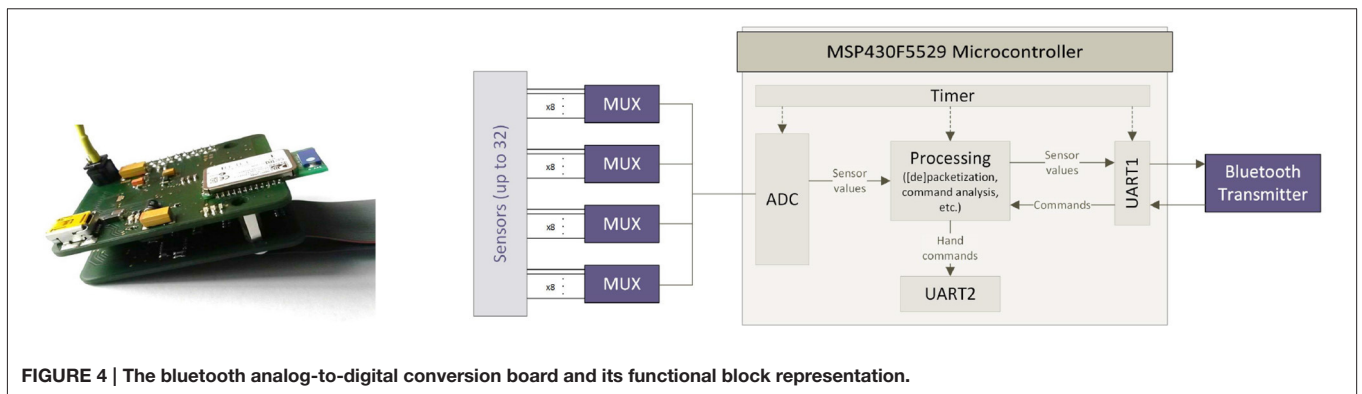 MSP430F5529 Microcontroller
Sensors (up to 32)
x8
MUX
x8
MUX
x8
MUX
x8
MUX
Timer
ADC
Sensor
values
Processing
([de]packetization,
command analysis,
etc.)
Sensor
values
Commands
UART1
Bluetooth
Transmitter
Hand
commands
UART2
FIGURE 4 | The bluetooth analog-to-digital conversion board and its functional block representation.